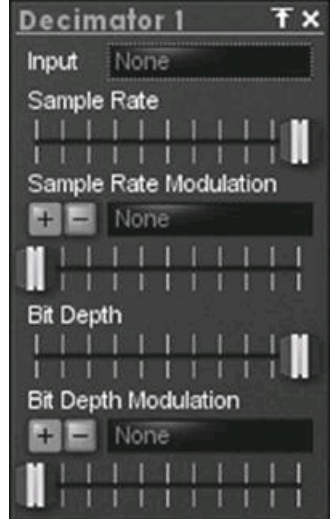 Decimator 1
Input None
Sample Rate
Sample Rate Modulation
+ − None
Bit Depth
Bit Depth Modulation
+ − None